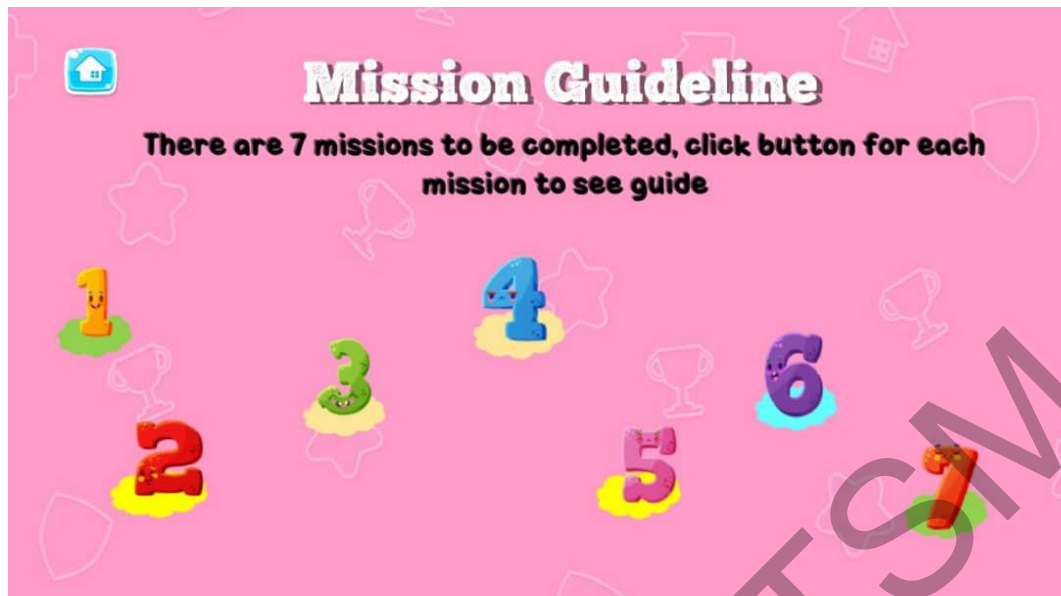 Mission Guideline
There are 7 missions to be completed, click button for each
mission to see guide
1
4
3
6
2
5
7
TSM